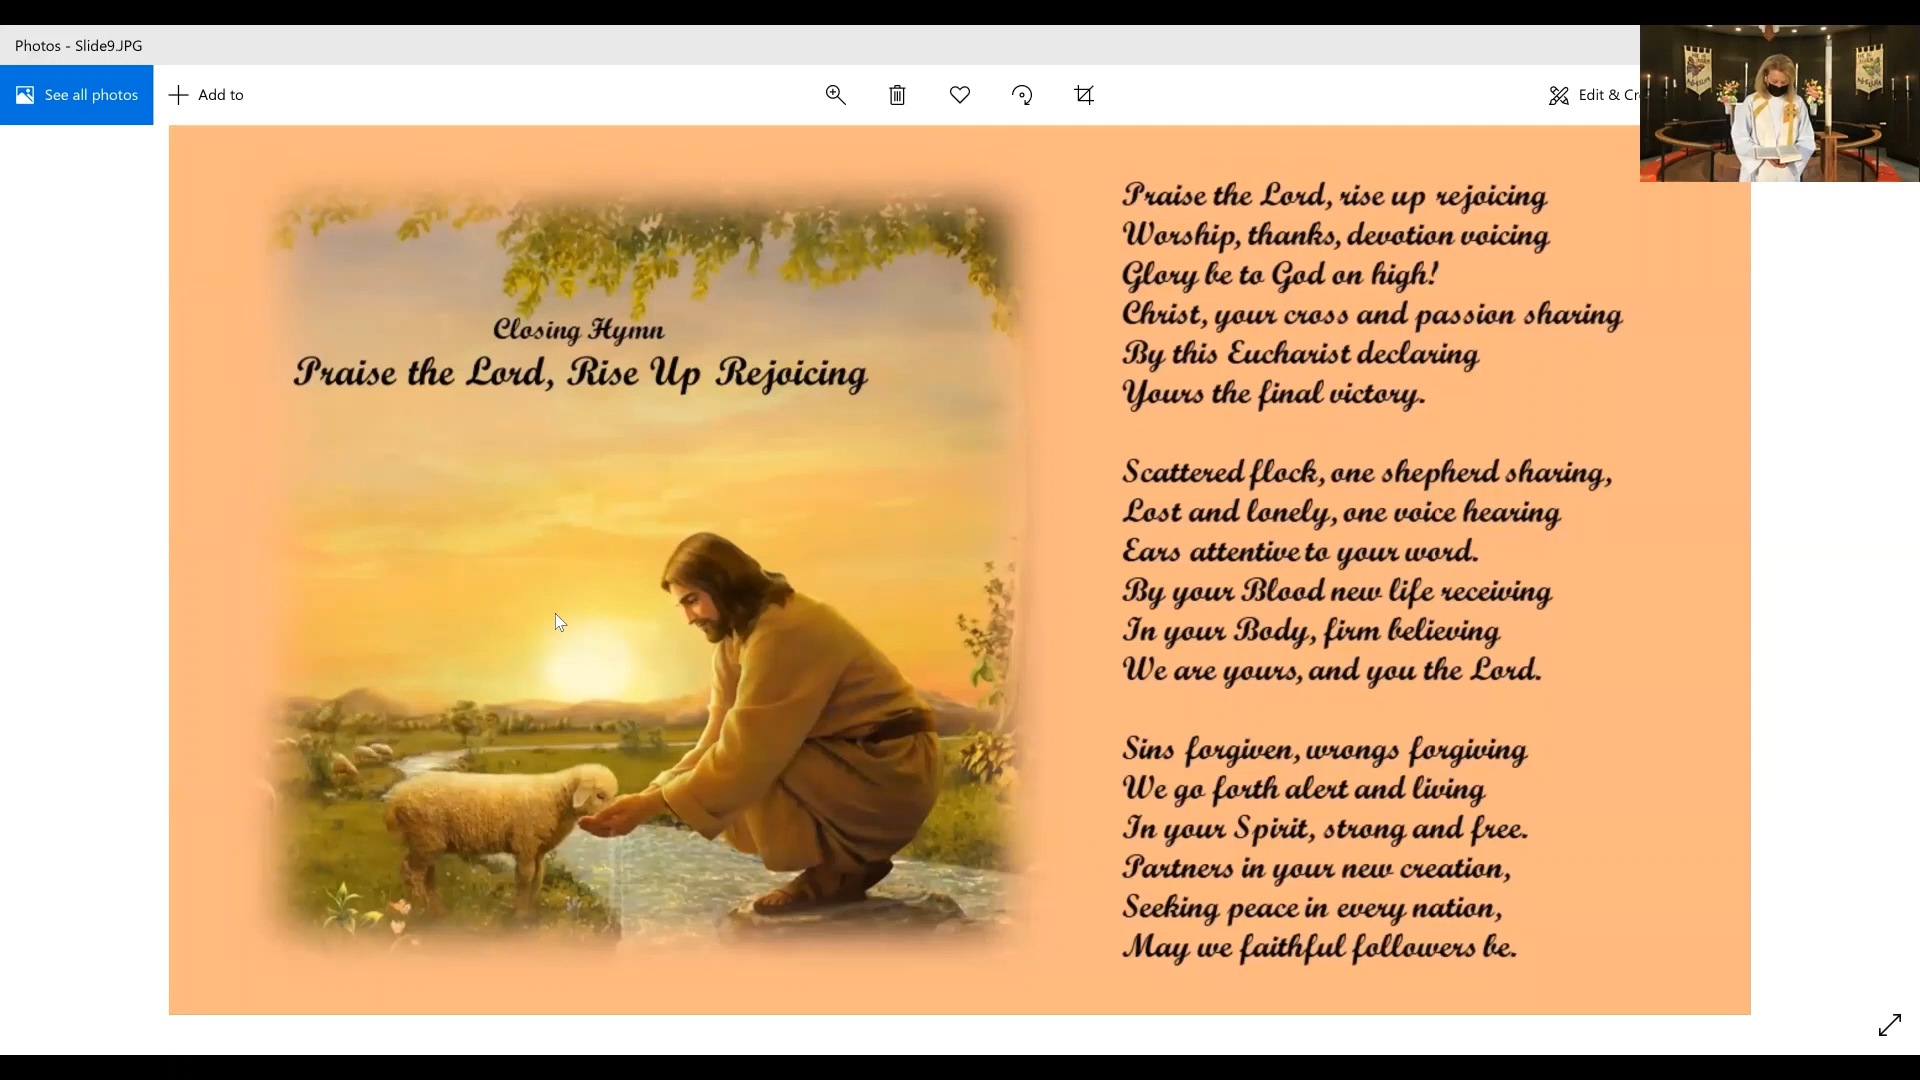 Photos - Slide9.JPG
See all photos
Add to
Edit & Cr
Closing Hymn
Praise the Lord, Rise Up Rejoicing
Praise the Lord, rise up rejoicing
Worship, thanks, devotion voicing
Glory be to God on high!
Christ, your cross and passion sharing
By this Eucharist declaring
Yours the final victory.
Scattered flock, one shepherd sharing,
Lost and lonely, one voice hearing
Ears attentive to your word.
By your Blood new life receiving
In your Body, firm believing
We are yours, and you the Lord.
Sins forgiven, wrongs forgiving
We go forth alert and living
In your Spirit, strong and free.
Partners in your new creation,
Seeking peace in every nation,
May we faithful followers be.